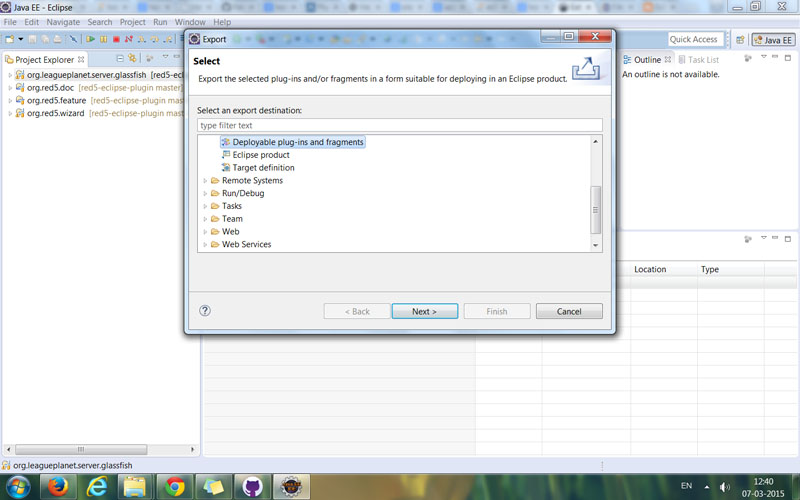 Java EE - Eclipse
File Edit Navigate Search Project Run Window Help
Quick Access
Java EE
Project Explorer
org.leagueplanet.server.glassfish [red5-ec
org.red5.doc [red5-eclipse-plugin master]
org.red5.feature [red5-eclipse-plugin mas
org.red5.wizard [red5-eclipse-plugin mast
Outline
Task List
An outline is not available.
Export
Select
Export the selected plug-ins and/or fragments in a form suitable for deploying in an Eclipse product.
Select an export destination:
type filter text
Deployable plug-ins and fragments
Eclipse product
Target definition
Remote Systems
Run/Debug
Tasks
Team
Web
Web Services
< Back
Next >
Finish
Cancel
Location Type
org.leagueplanet.server.glassfish
EN
12:40
07-03-2015